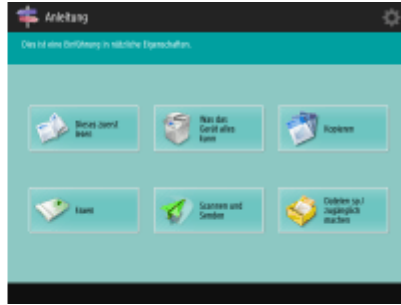 Anleitung
Dies ist eine Einführung in nützliche Eigenschaften.
Dieses zuerst
lesen
Was das
Gerät alles
kann
Kopieren
Faxen
Scannen und
Senden
Dateien sp./
zugänglich
machen